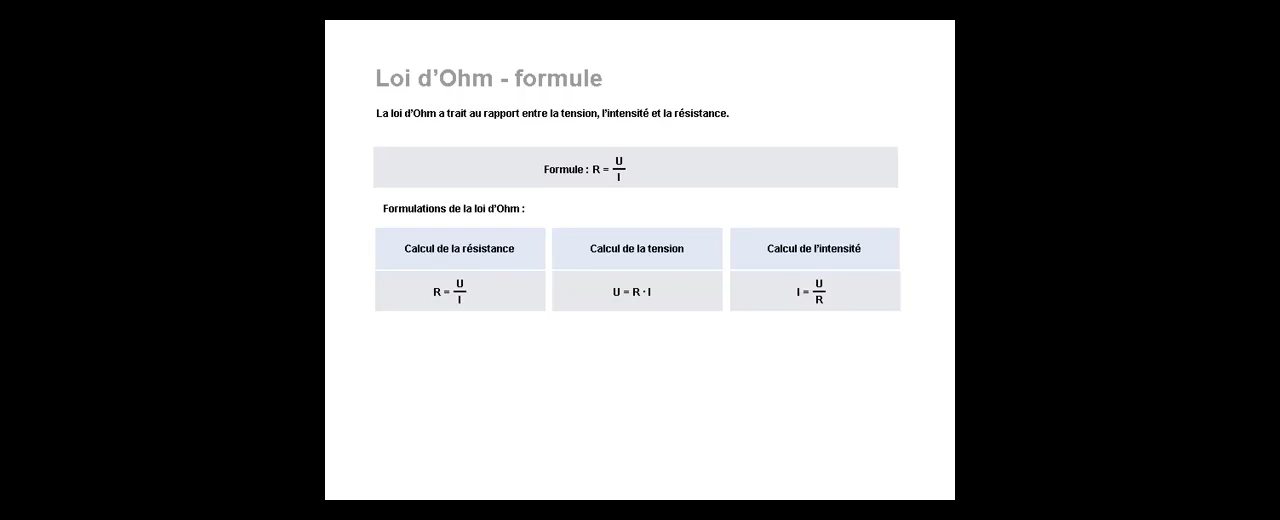 Loi d’Ohm - formule
La loi d’Ohm a trait au rapport entre la tension, l’intensité et la résistance.
Formule : R = U/I
Formulations de la loi d’Ohm :
Calcul de la résistance
Calcul de la tension
Calcul de l’intensité
R = U/I
U = R · I
I = U/R